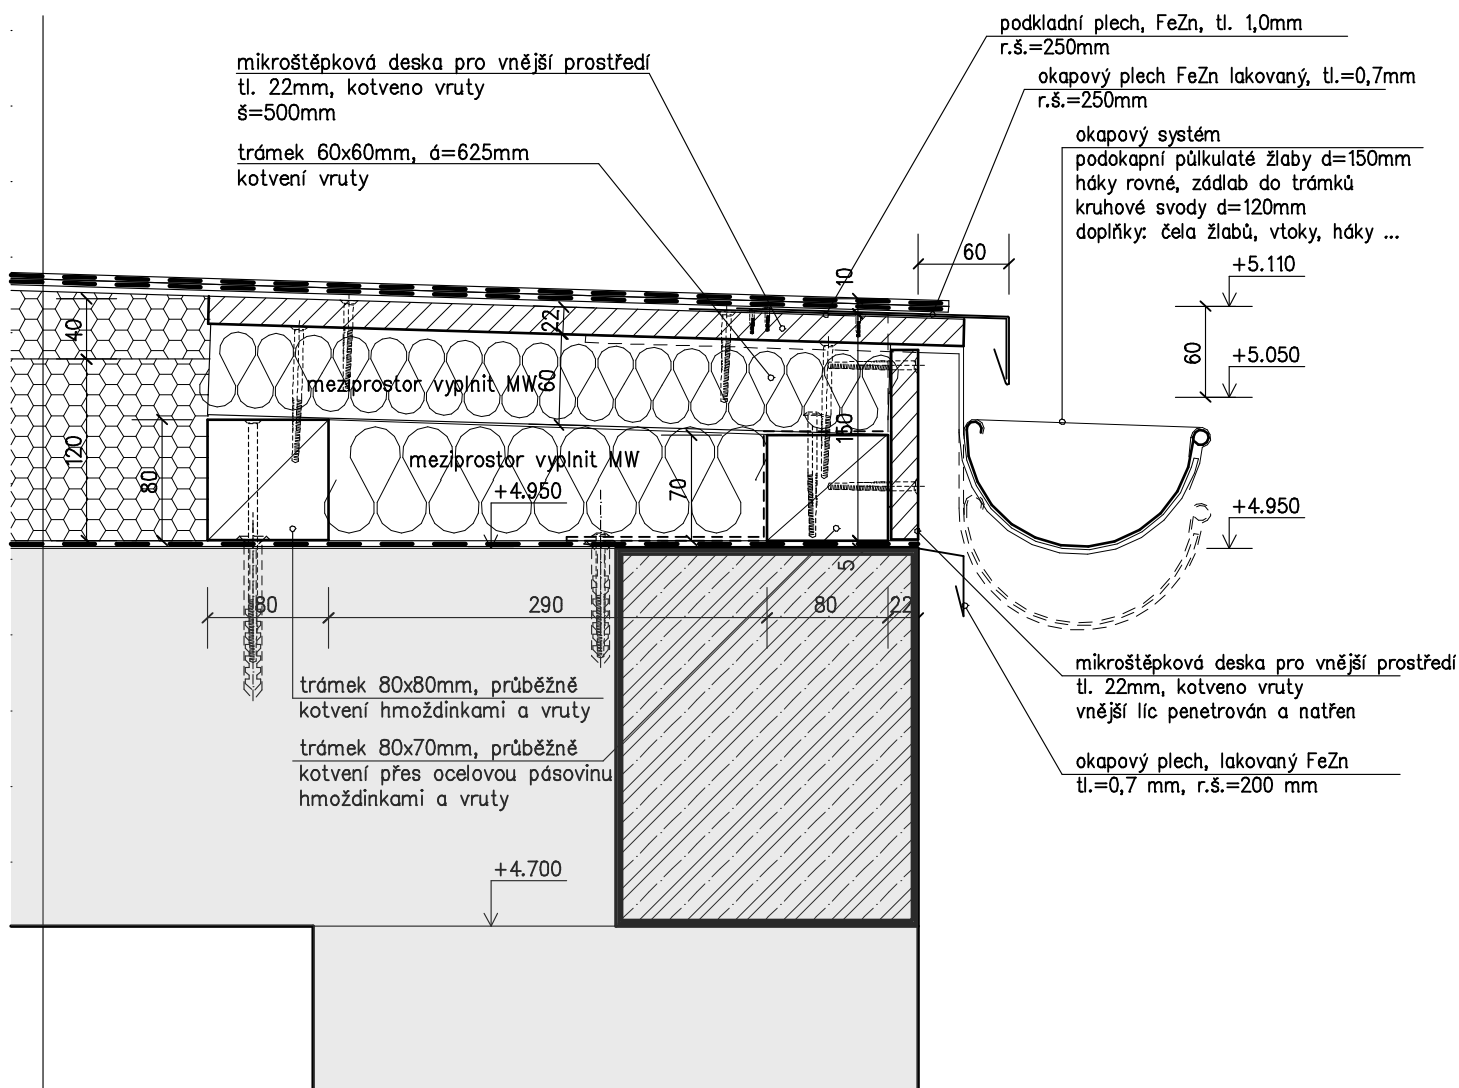 podkladní plech, FeZn, tl. 1,0mm
r.š.=250mm
mikroštěpková deska pro vnější prostředí
tl. 22mm, kotveno vruty
š=500mm
okapový plech FeZn lakovaný, tl.=0,7mm
r.š.=250mm
okapový systém
podokapní půlkulaté žlaby d=150mm
háky rovné, zádlab do trámků
kruhové svody d=120mm
doplňky: čela žlabů, vtoky, háky ...
trámek 60x60mm, á=625mm
kotvení vruty
60
+5.110
10
40
22
60
+5.050
meziprostor vyplnit MW
60
150
120
80
meziprostor vyplnit MW
70
+4.950
+4.950
5
80
290
80
22
trámek 80x80mm, průběžně
kotvení hmoždinkami a vruty
mikroštěpková deska pro vnější prostředí
tl. 22mm, kotveno vruty
vnější líc penetrován a natřen
trámek 80x70mm, průběžně
kotvení přes ocelovou pásovinu
hmoždinkami a vruty
okapový plech, lakovaný FeZn
tl.=0,7 mm, r.š.=200 mm
+4.700